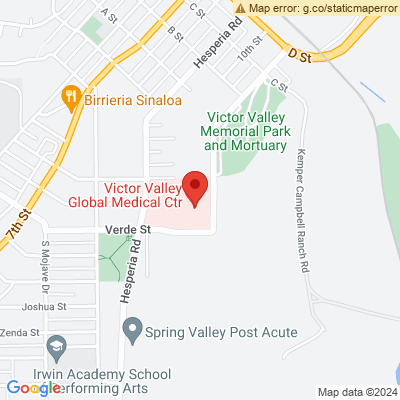 Map error: g.co/staticmaperror
C St
A St
B St
Hesperia Rd
10th St
D St
C St
Birrieria Sinaloa
Victor Valley
Memorial Park
and Mortuary
Kemper Campbell Ranch Rd
Victor Valley
Global Medical Ctr
7th St
Verde St
S Mojave Dr
Hesperia Rd
Joshua St
Zenda St
Spring Valley Post Acute
Irwin Academy School
Performing Arts
Google
Map data ©2024